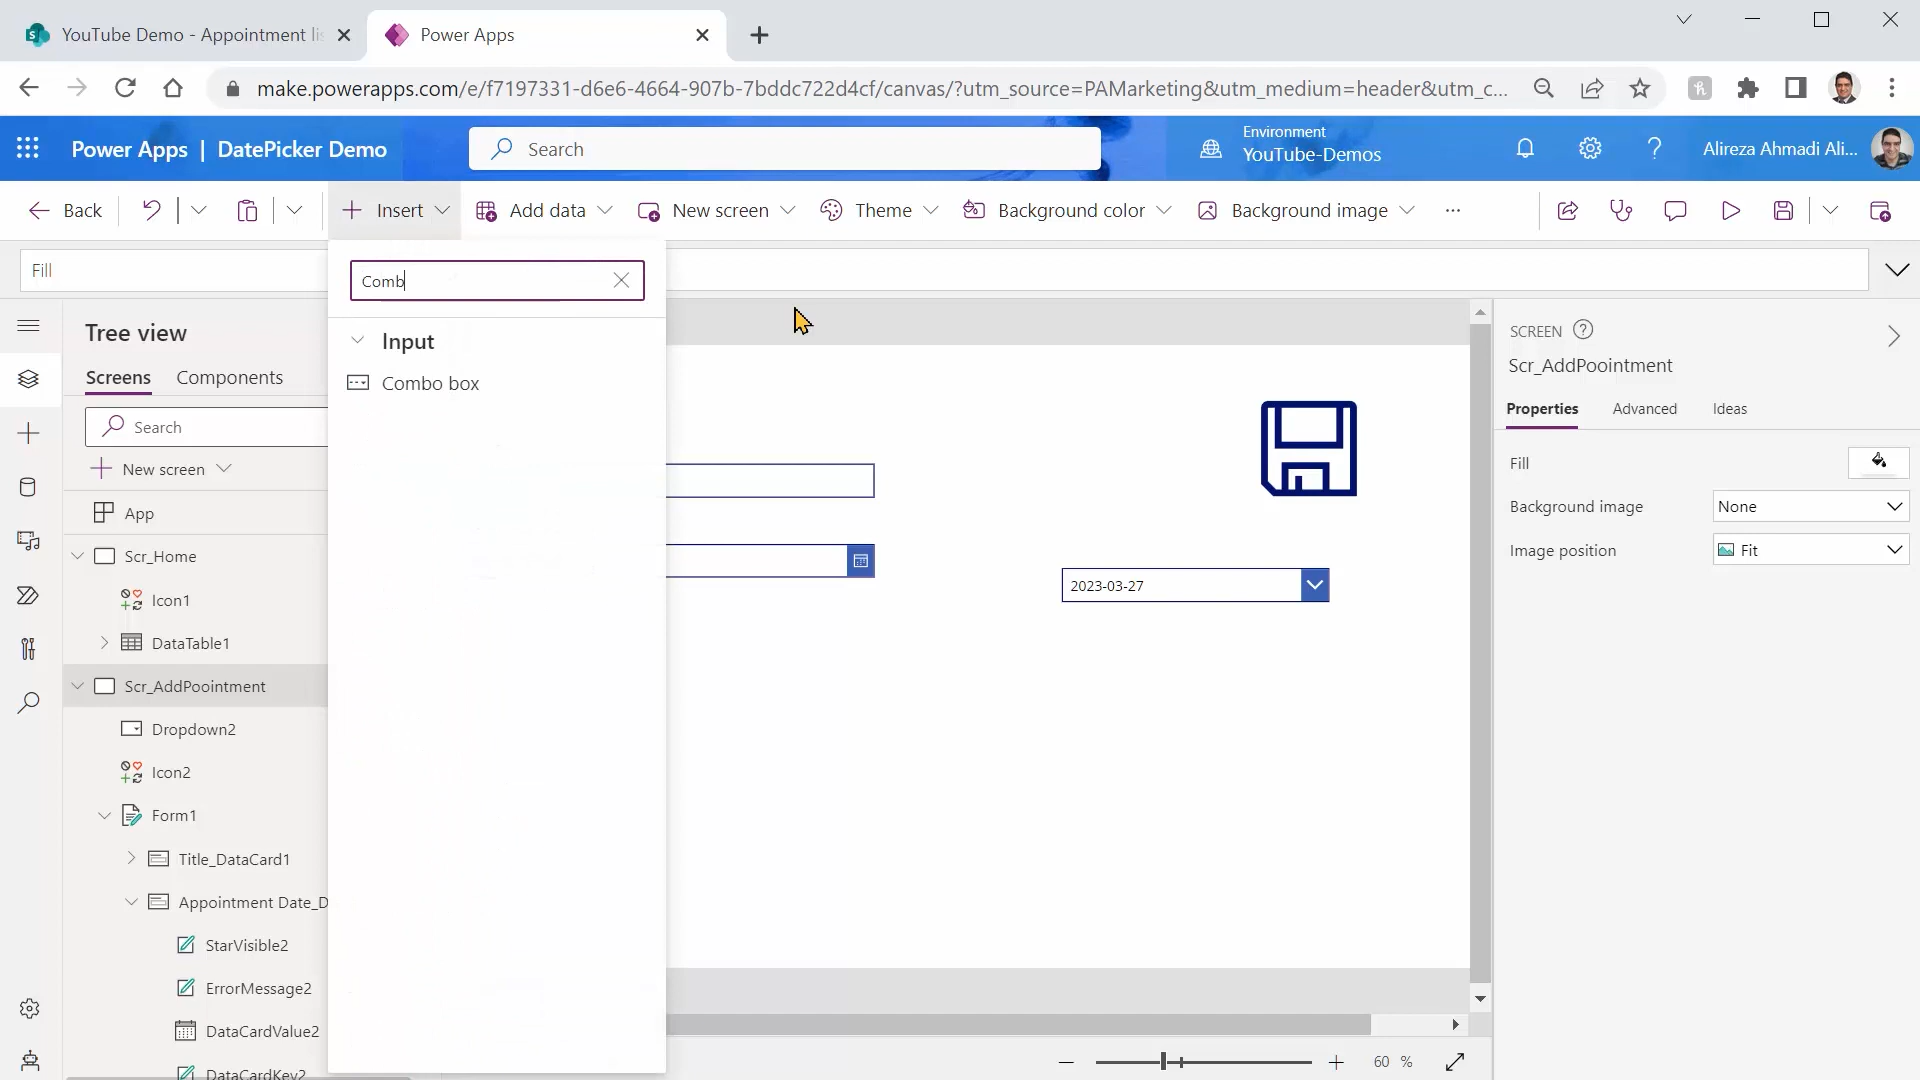 YouTube Demo - Appointment lis
Power Apps
make.powerapps.com/e/f7197331-d6e6-4664-907b-7bddc722d4cf/canvas/?utm_source=PAMarketing&utm_medium=header&utm_c...
Power Apps | DatePicker Demo
Search
Environment
YouTube-Demos
Alireza Ahmadi Ali...
Back
Insert
Add data
New screen
Theme
Background color
Background image
Fill
Comb
Input
Combo box
Tree view
Screens
Components
Search
New screen
App
Scr_Home
Icon1
DataTable1
Scr_AddPoointment
Dropdown2
Icon2
Form1
Title_DataCard1
Appointment Date_D
StarVisible2
ErrorMessage2
DataCardValue2
DataCardKey2
2023-03-27
60 %
SCREEN
Scr_AddPoointment
Properties
Advanced
Ideas
Fill
Background image
None
Image position
Fit